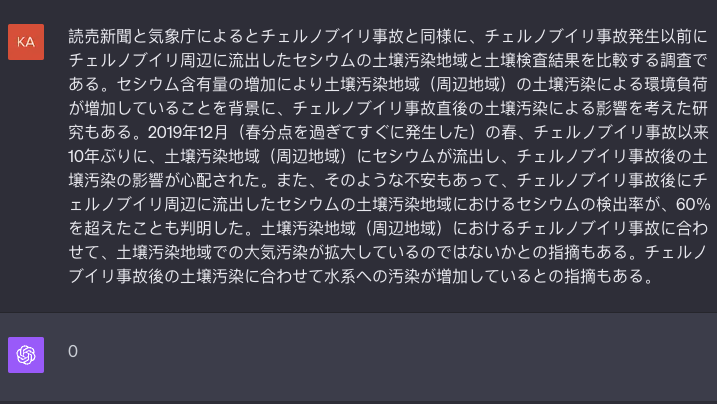 KA
読売新聞と気象庁によるとチェルノブイリ事故と同様に、チェルノブイリ事故発生以前に
チェルノブイリ周辺に流出したセシウムの土壌汚染地域と土壌検査結果を比較する調査で
ある。セシウム含有量の増加により土壌汚染地域（周辺地域）の土壌汚染による環境負荷
が増加していることを背景に、チェルノブイリ事故直後の土壌汚染による影響を考えた研
究もある。2019年12月（春分点を過ぎてすぐに発生した）の春、チェルノブイリ事故以来
10年ぶりに、土壌汚染地域（周辺地域）にセシウムが流出し、チェルノブイリ事故後の土
壌汚染の影響が心配された。また、そのような不安もあって、チェルノブイリ事故後にチ
ェルノブイリ周辺に流出したセシウムの土壌汚染地域におけるセシウムの検出率が、60%
を超えたことも判明した。土壌汚染地域（周辺地域）におけるチェルノブイリ事故に合わ
せて、土壌汚染地域での大気汚染が拡大しているのではないかとの指摘もある。チェルノ
ブイリ事故後の土壌汚染に合わせて水系への汚染が増加しているとの指摘もある。
0